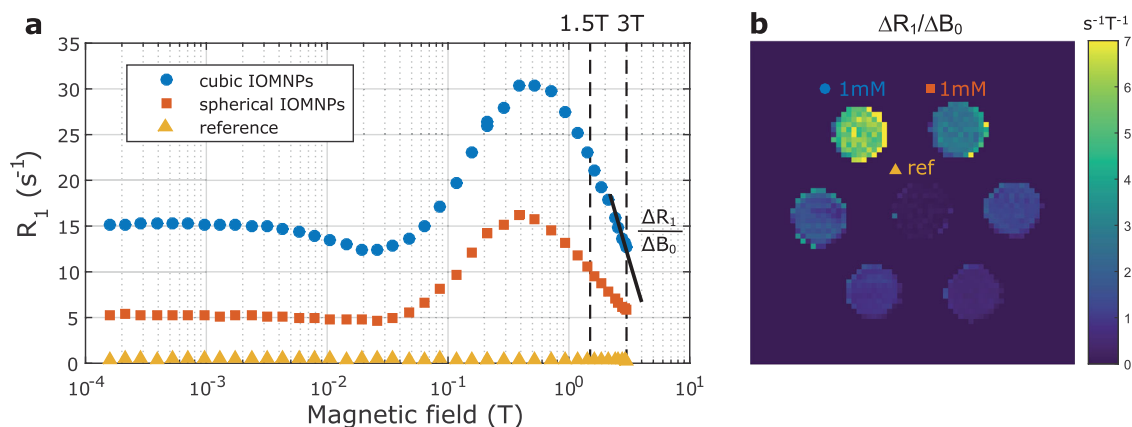 a
1.5T 3T
35
30
25
20
15
10
5
0
R₁ (s⁻¹)
cubic IOMNPs
spherical IOMNPs
reference
ΔR₁
ΔB₀
10⁻⁴
10⁻³
10⁻²
10⁻¹
10⁰
10¹
Magnetic field (T)
b
ΔR₁/ΔB₀
s⁻¹T⁻¹
1mM
1mM
ref
7
6
5
4
3
2
1
0